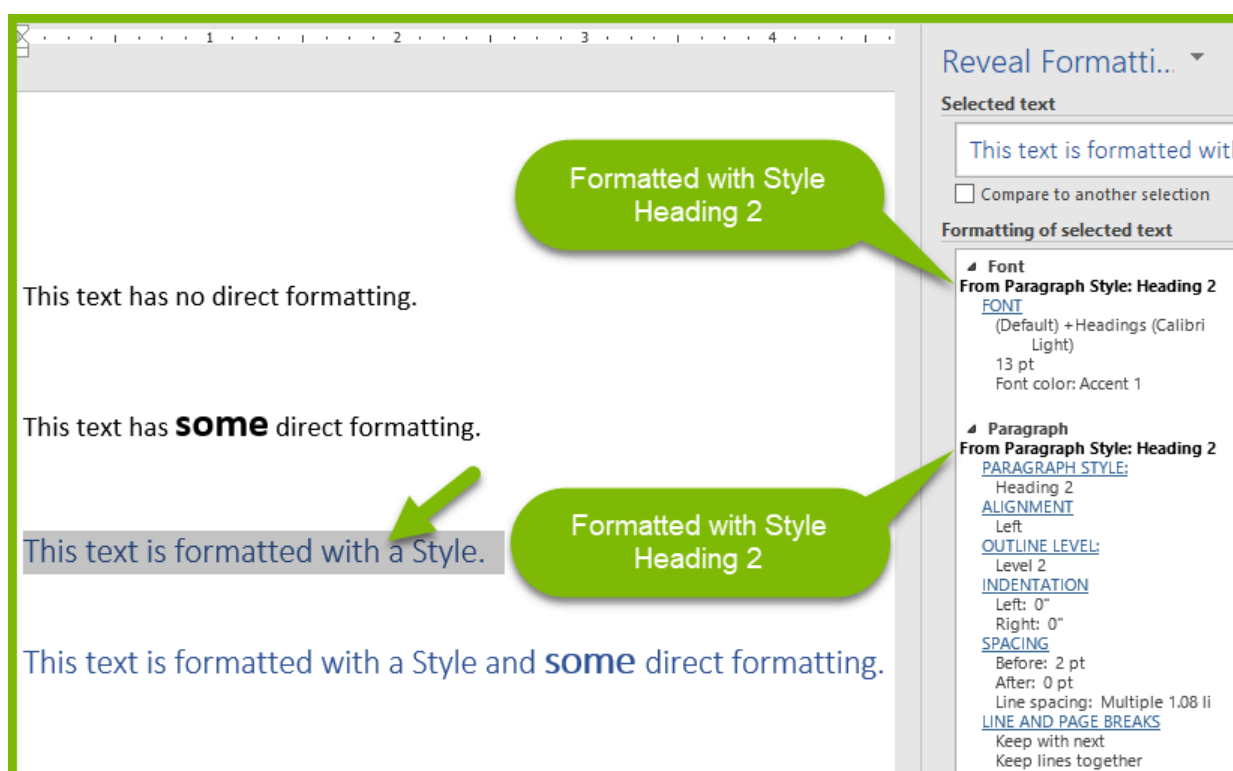 1 2 3 4
Reveal Formatti...
Selected text
This text is formatted wit
Compare to another selection
Formatting of selected text
Formatted with Style
Heading 2
Font
From Paragraph Style: Heading 2
FONT
(Default) +Headings (Calibri
Light)
13 pt
Font color: Accent 1
Paragraph
From Paragraph Style: Heading 2
PARAGRAPH STYLE:
Heading 2
ALIGNMENT
Left
OUTLINE LEVEL:
Level 2
INDENTATION
Left: 0"
Right: 0"
SPACING
Before: 2 pt
After: 0 pt
Line spacing: Multiple 1.08 li
LINE AND PAGE BREAKS
Keep with next
Keep lines together
This text has no direct formatting.
This text has some direct formatting.
Formatted with Style
Heading 2
This text is formatted with a Style.
This text is formatted with a Style and some direct formatting.